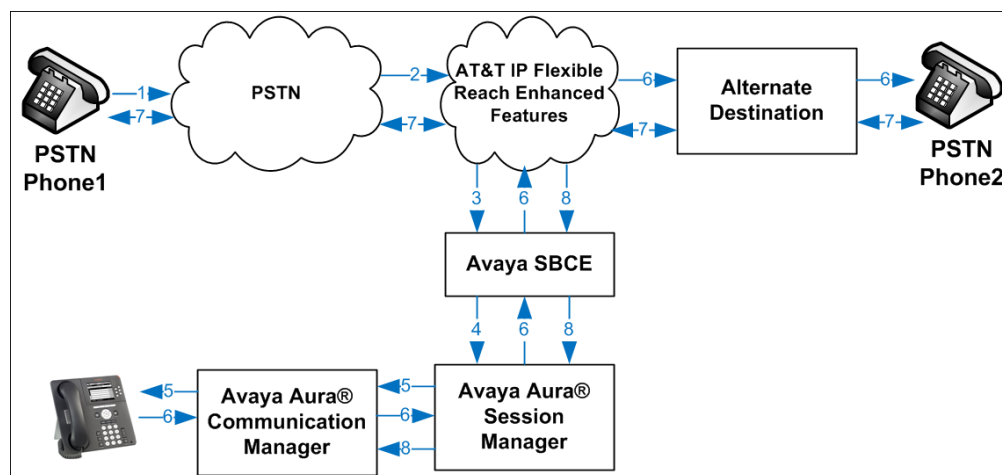 PSTN
Phone1
1
7
PSTN
2
7
AT&T IP Flexible
Reach Enhanced
Features
6
7
Alternate
Destination
6
7
PSTN
Phone2
3
6
8
Avaya SBCE
4
6
8
5
6
Avaya Aura®
Communication
Manager
5
6
8
Avaya Aura®
Session
Manager